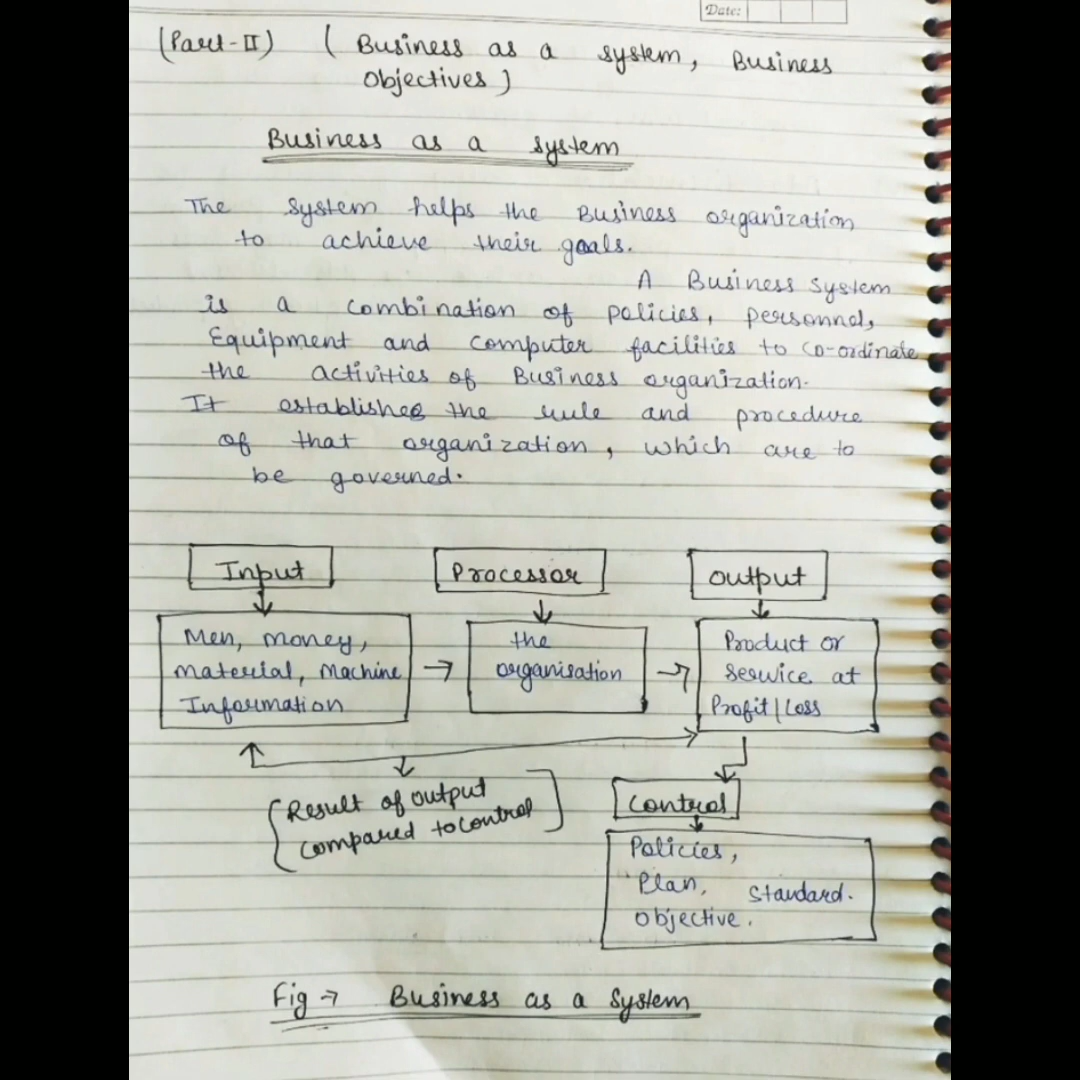 Date:
(Part-II) ( Business as a system, Business
Objectives )
Business as a system
The system helps the Business organization
to achieve their goals.
A Business system
is a combination of policies, personnel,
Equipment and computer facilities to co-ordinate
the activities of Business organization.
It establishes the rule and procedure
of that organization, which are to
be governed.
Input
Processor
output
Men, money,
material, Machine
Information
the
organisation
Product or
service at
Profit/Loss
Result of output
compared to control
Control
Policies,
Plan, Standard.
objective.
Fig → Business as a system